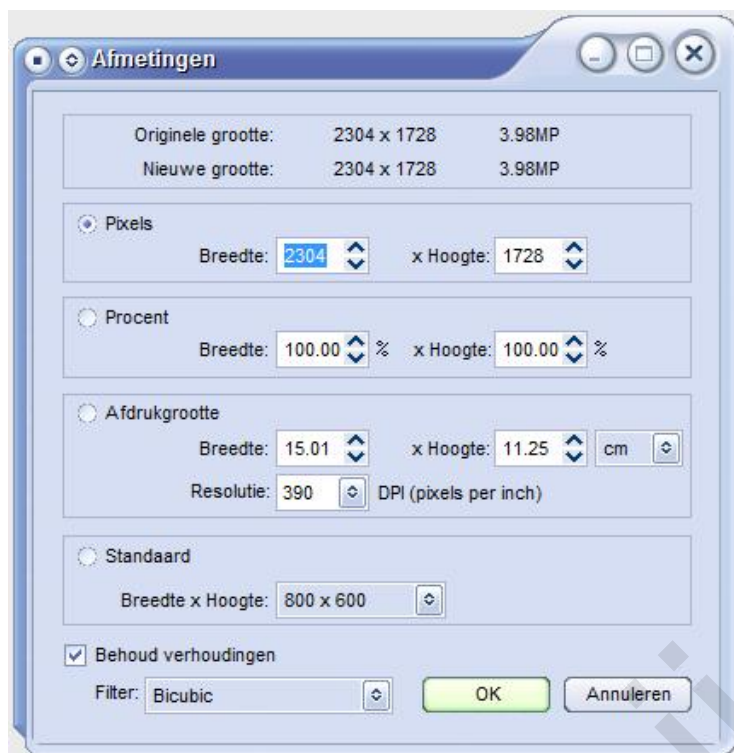 Afmetingen
Originele grootte: 2304 x 1728 3.98MP
Nieuwe grootte: 2304 x 1728 3.98MP
Pixels
Breedte: 2304 x Hoogte: 1728
Procent
Breedte: 100.00 % x Hoogte: 100.00 %
Afdrukgrootte
Breedte: 15.01 x Hoogte: 11.25 cm
Resolutie: 390 DPI (pixels per inch)
Standaard
Breedte x Hoogte: 800 x 600
Behoud verhoudingen
Filter: Bicubic OK Annuleren